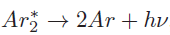 Ar₂* → 2Ar + hν